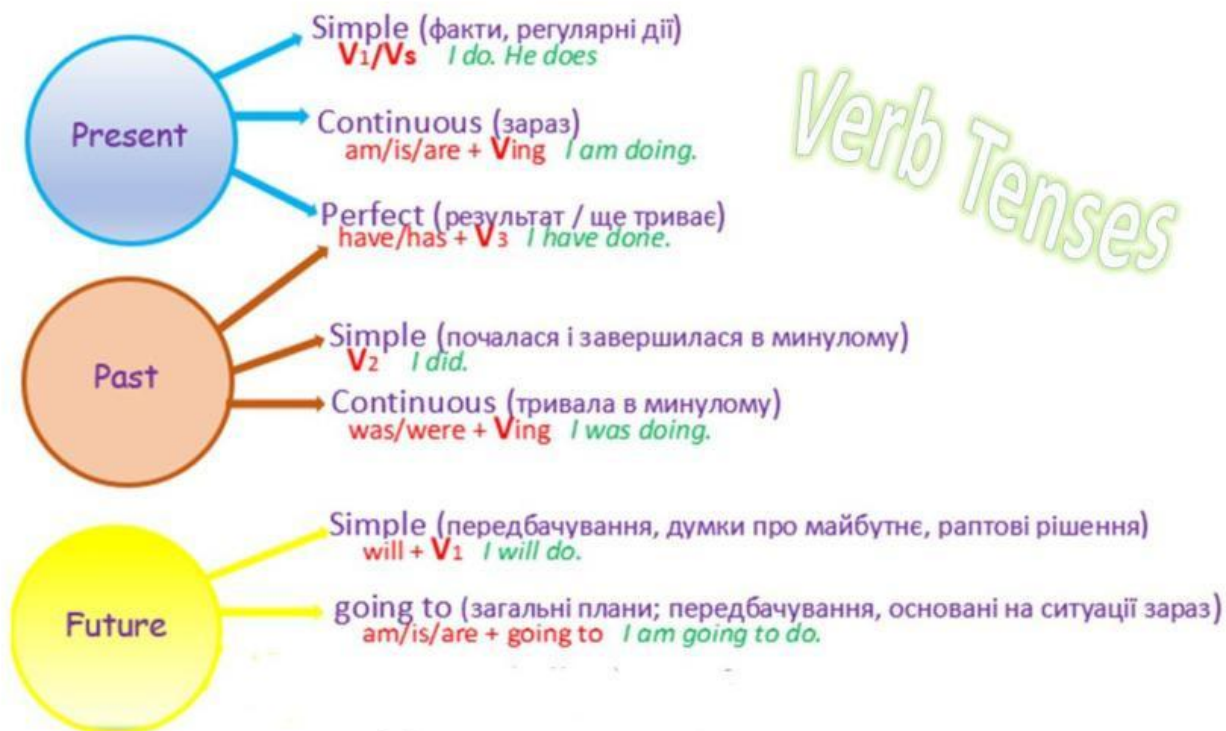 Verb Tenses
Present
Simple (факти, регулярні дії)
V1/Vs I do. He does
Continuous (зараз)
am/is/are + Ving I am doing.
Perfect (результат / ще триває)
have/has + V3 I have done.
Past
Simple (почалася і завершилася в минулому)
V2 I did.
Continuous (тривала в минулому)
was/were + Ving I was doing.
Future
Simple (передбачування, думки про майбутнє, раптові рішення)
will + V1 I will do.
going to (загальні плани; передбачування, основані на ситуації зараз)
am/is/are + going to I am going to do.